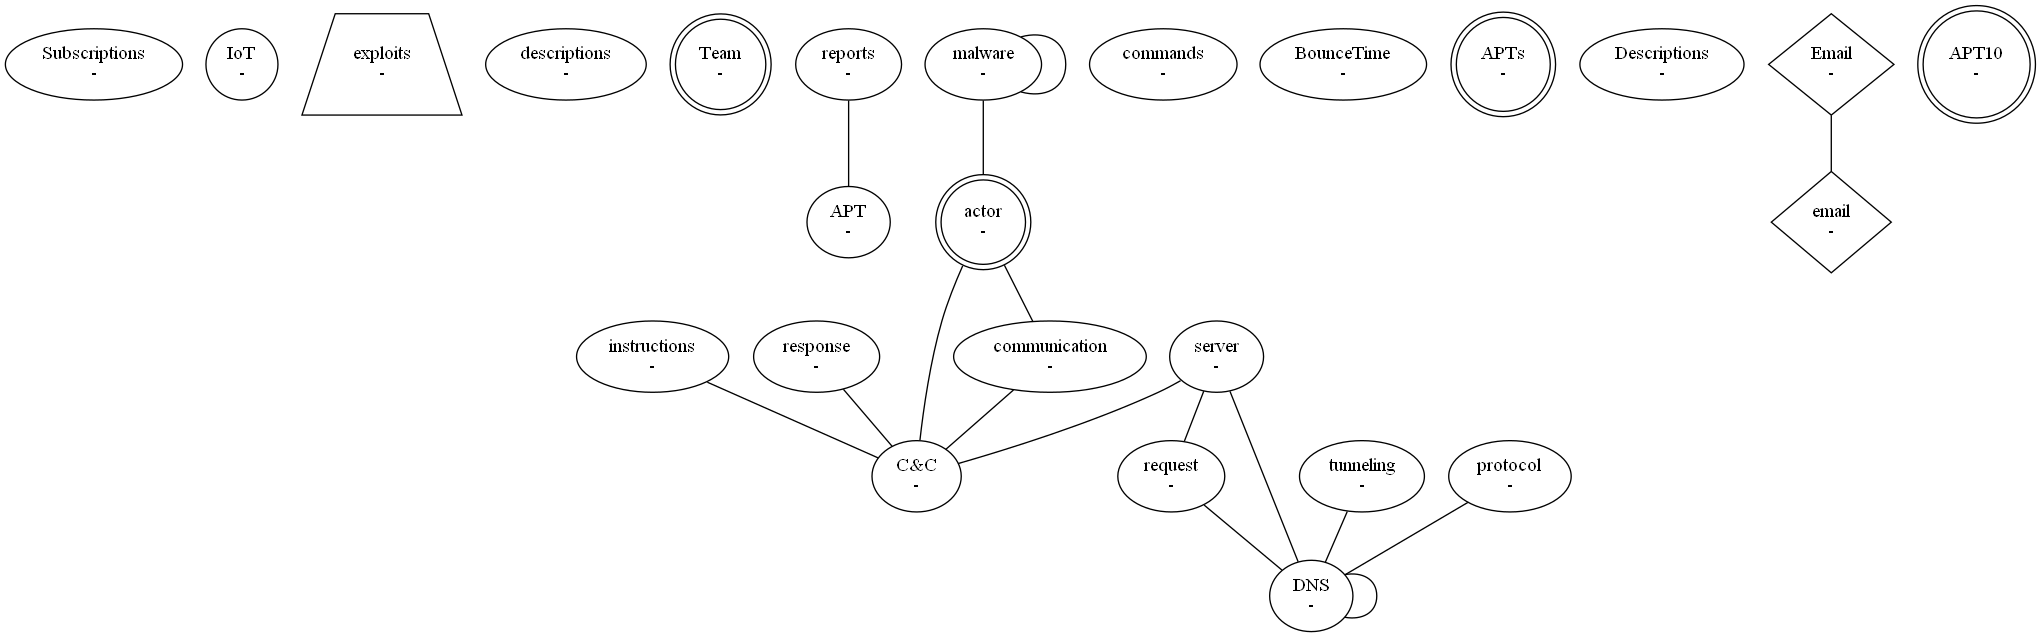 Subscriptions
-
IoT
-
exploits
-
descriptions
-
Team
-
reports
-
malware
-
commands
-
BounceTime
-
APTs
-
Descriptions
-
Email
-
APT10
-
APT
-
actor
-
email
-
instructions
-
response
-
communication
-
server
-
C&C
-
request
-
tunneling
-
protocol
-
DNS
-